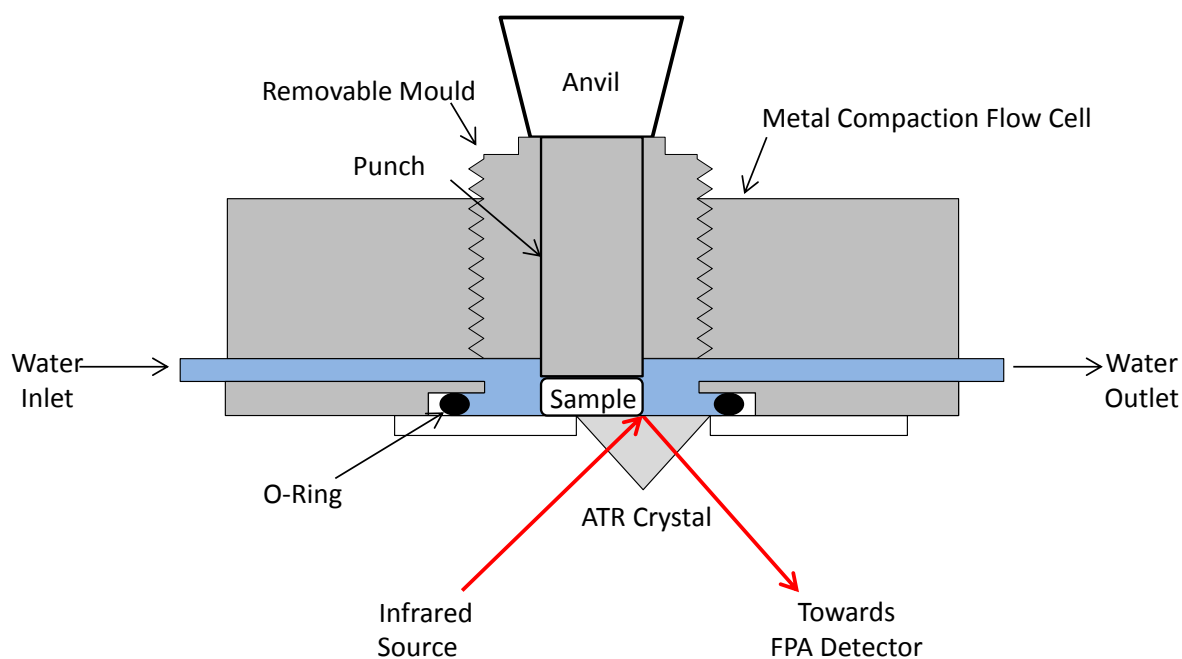 Anvil
Removable Mould
Metal Compaction Flow Cell
Punch
Water
Inlet
Water
Outlet
Sample
O-Ring
ATR Crystal
Infrared
Source
Towards
FPA Detector